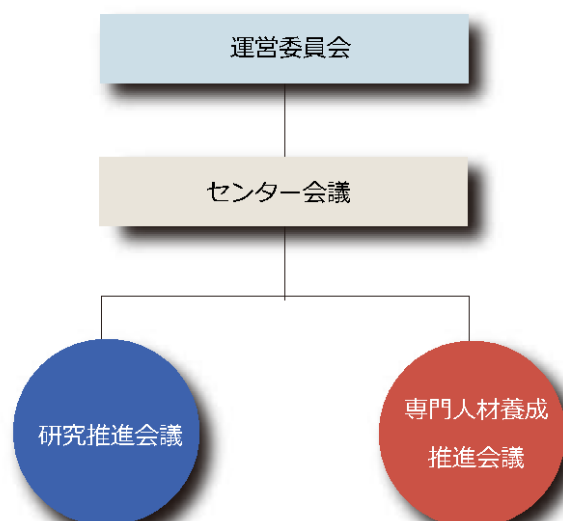 運営委員会
センター会議
研究推進会議
専門人材養成
推進会議